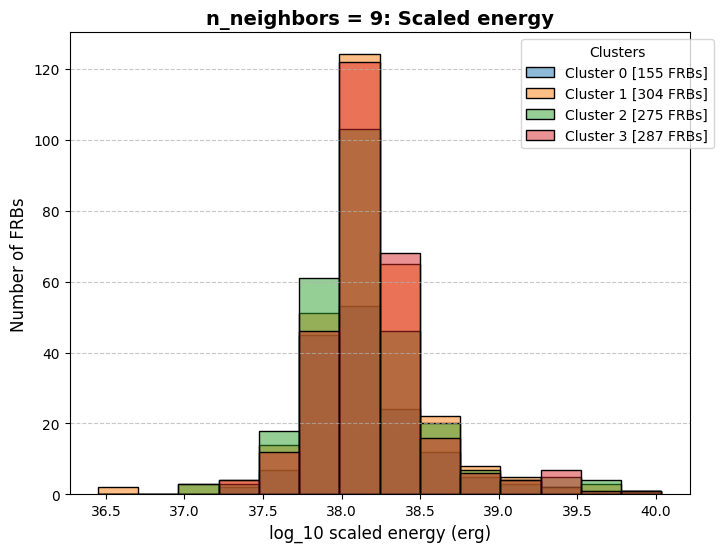 n_neighbors = 9: Scaled energy
Clusters
Cluster 0 [155 FRBs]
Cluster 1 [304 FRBs]
Cluster 2 [275 FRBs]
Cluster 3 [287 FRBs]
Number of FRBs
120
100
80
60
40
20
0
36.5 37.0 37.5 38.0 38.5 39.0 39.5 40.0
log_10 scaled energy (erg)